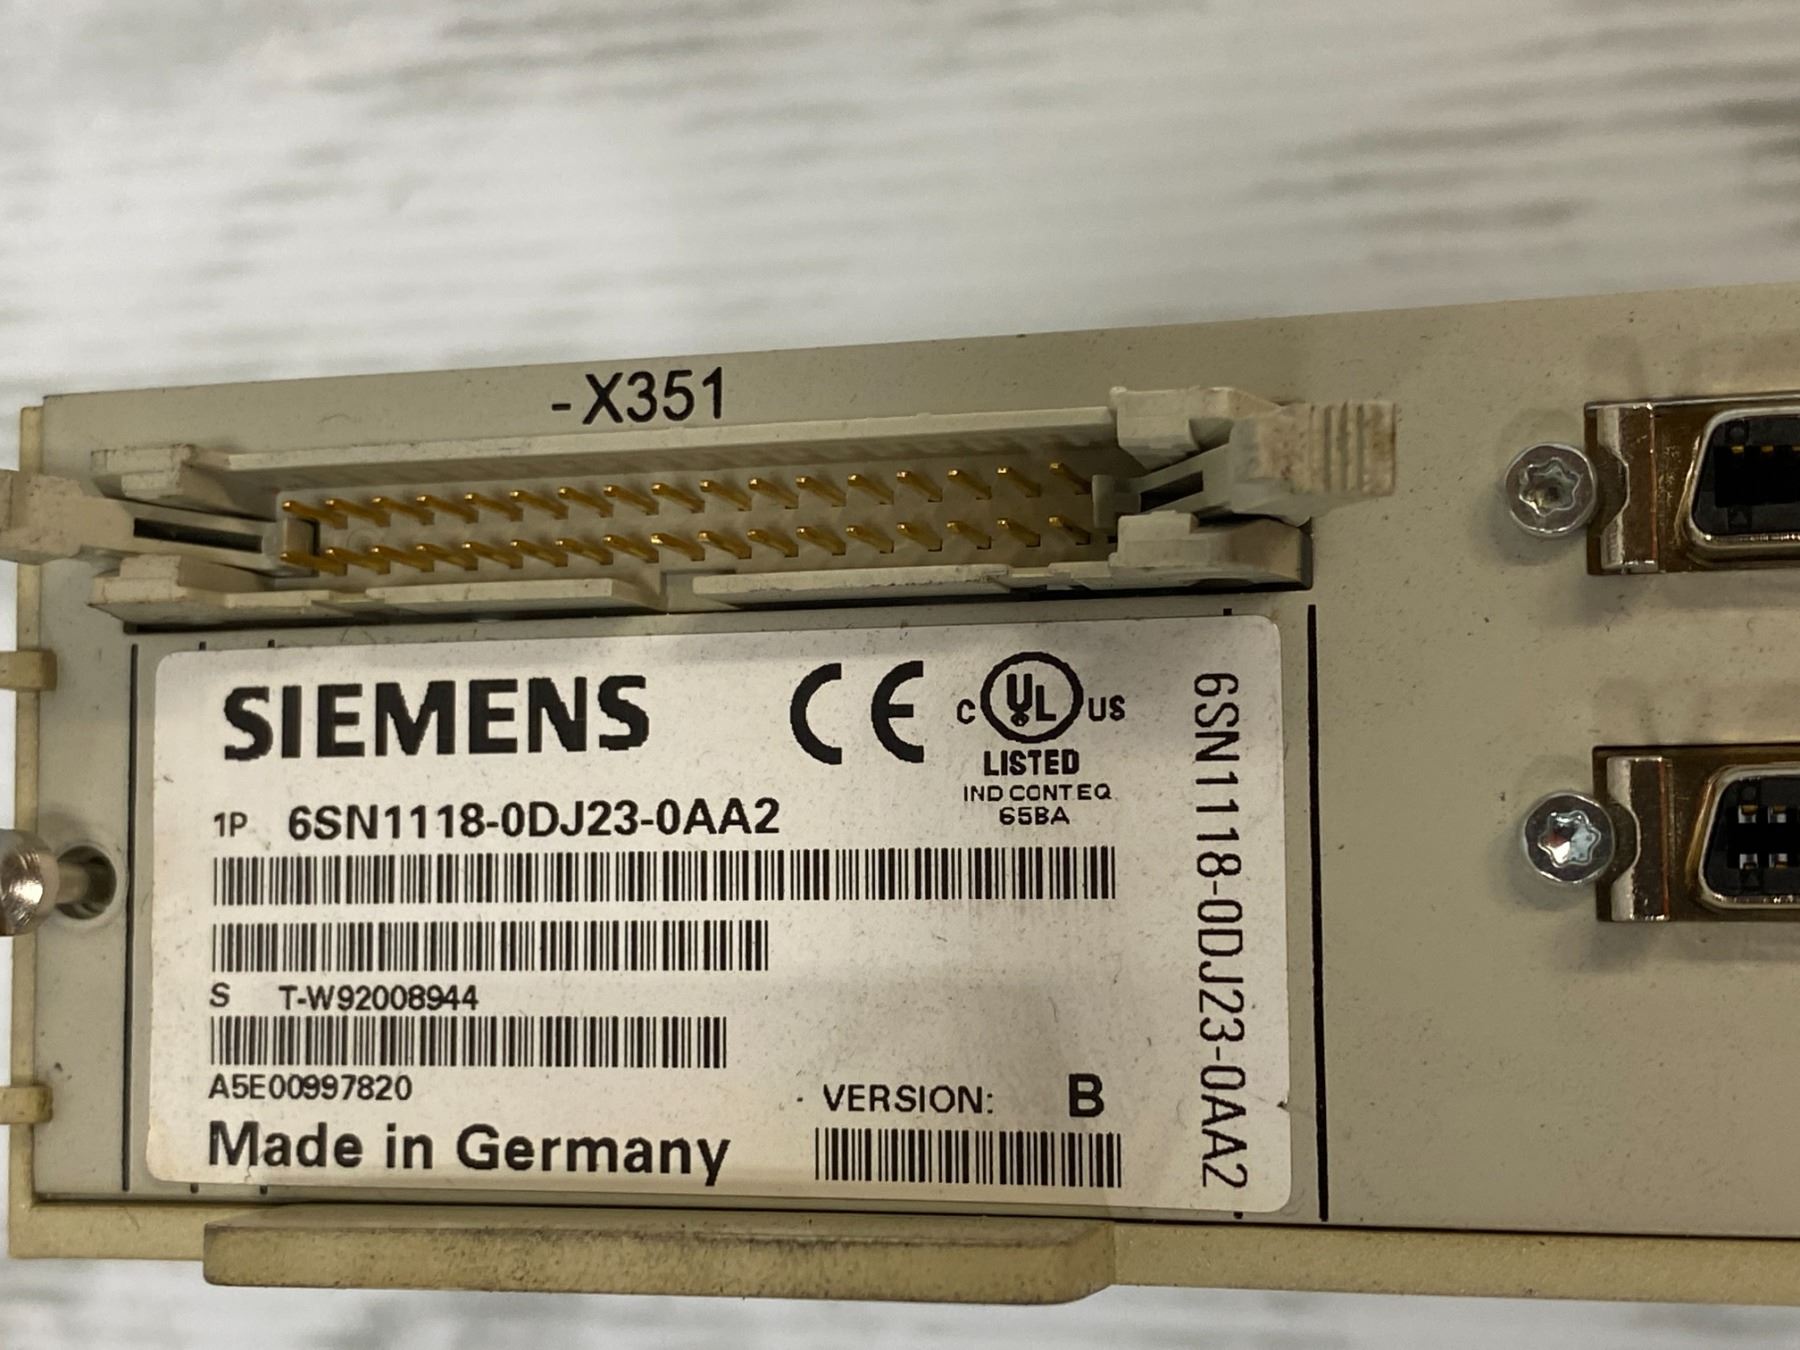 -X351
SIEMENS
CE
C UL US
LISTED
IND CONT EQ
65BA
1P 6SN1118-0DJ23-0AA2
S T-W92008944
A5E00997820
VERSION: B
Made in Germany
6SN1118-0DJ23-0AA2